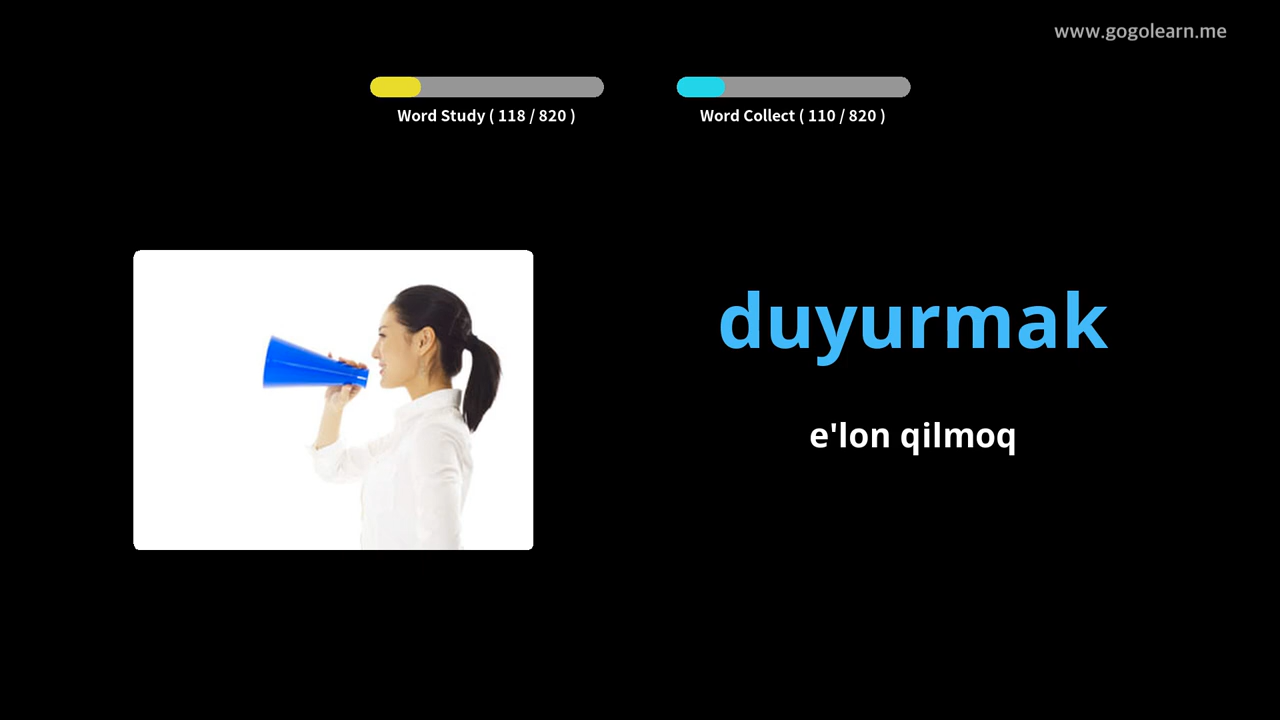 www.gogolearn.me
Word Study ( 118 / 820 )
Word Collect ( 110 / 820 )
duyurmak
e'lon qilmoq